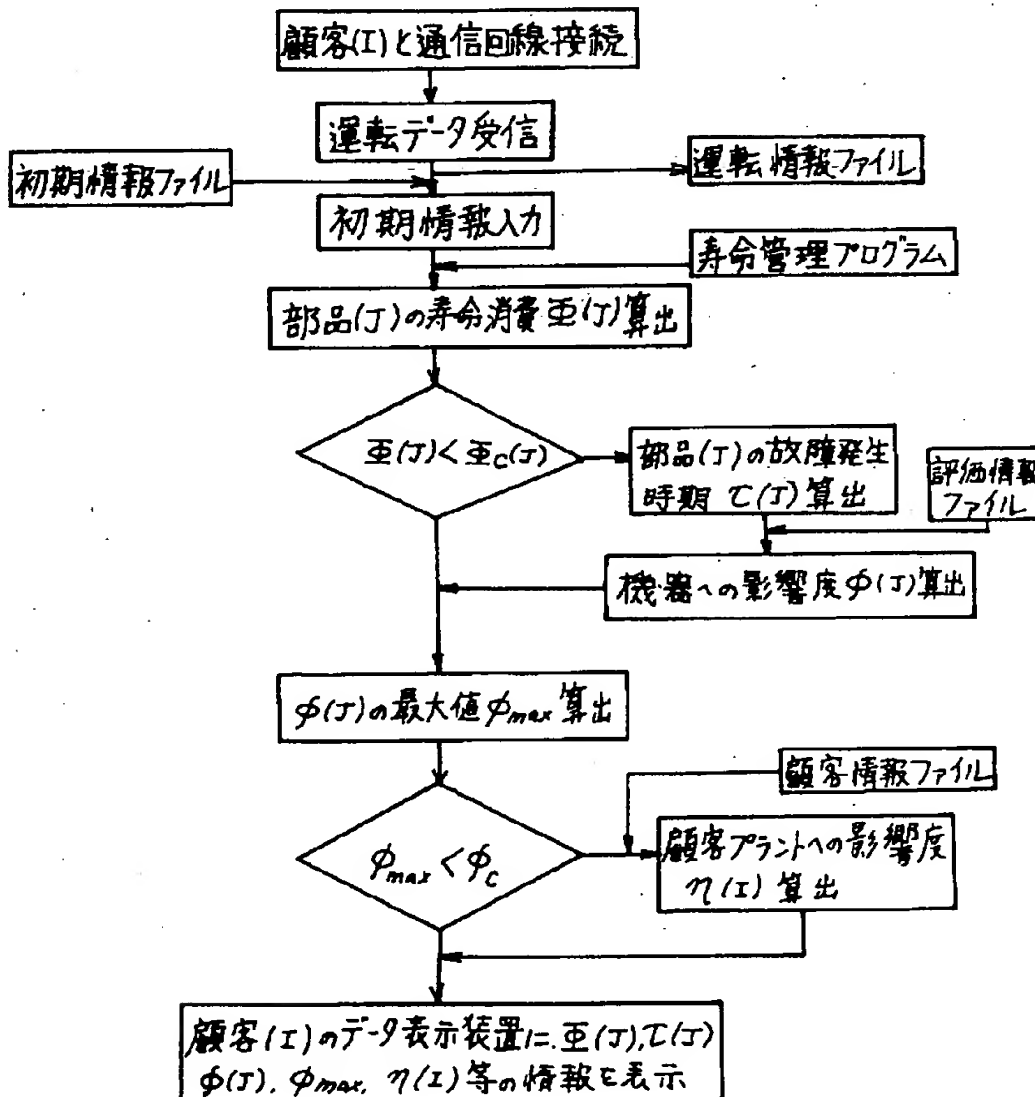 顧客(I)と通信回線接続
運転データ受信
初期情報ファイル
運転情報ファイル
初期情報入力
寿命管理プログラム
部品(J)の寿命消費Φ(J)算出
Φ(J)<Φc(J)
部品(J)の故障発生
時期 τ(J)算出
評価情報
ファイル
機器への影響度φ(J)算出
φ(J)の最大値φmax算出
顧客情報ファイル
φmax<φc
顧客プラントへの影響度
η(I)算出
顧客(I)のデータ表示装置に、Φ(J),τ(J)
φ(J)、φmax、η(I)等の情報を表示